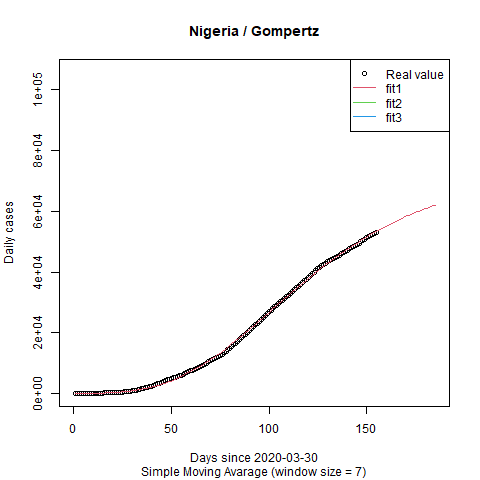 Nigeria / Gompertz
Real value
fit1
fit2
fit3
Daily cases
1e+05
8e+04
6e+04
4e+04
2e+04
0e+00
0
50
100
150
Days since 2020-03-30
Simple Moving Avarage (window size = 7)